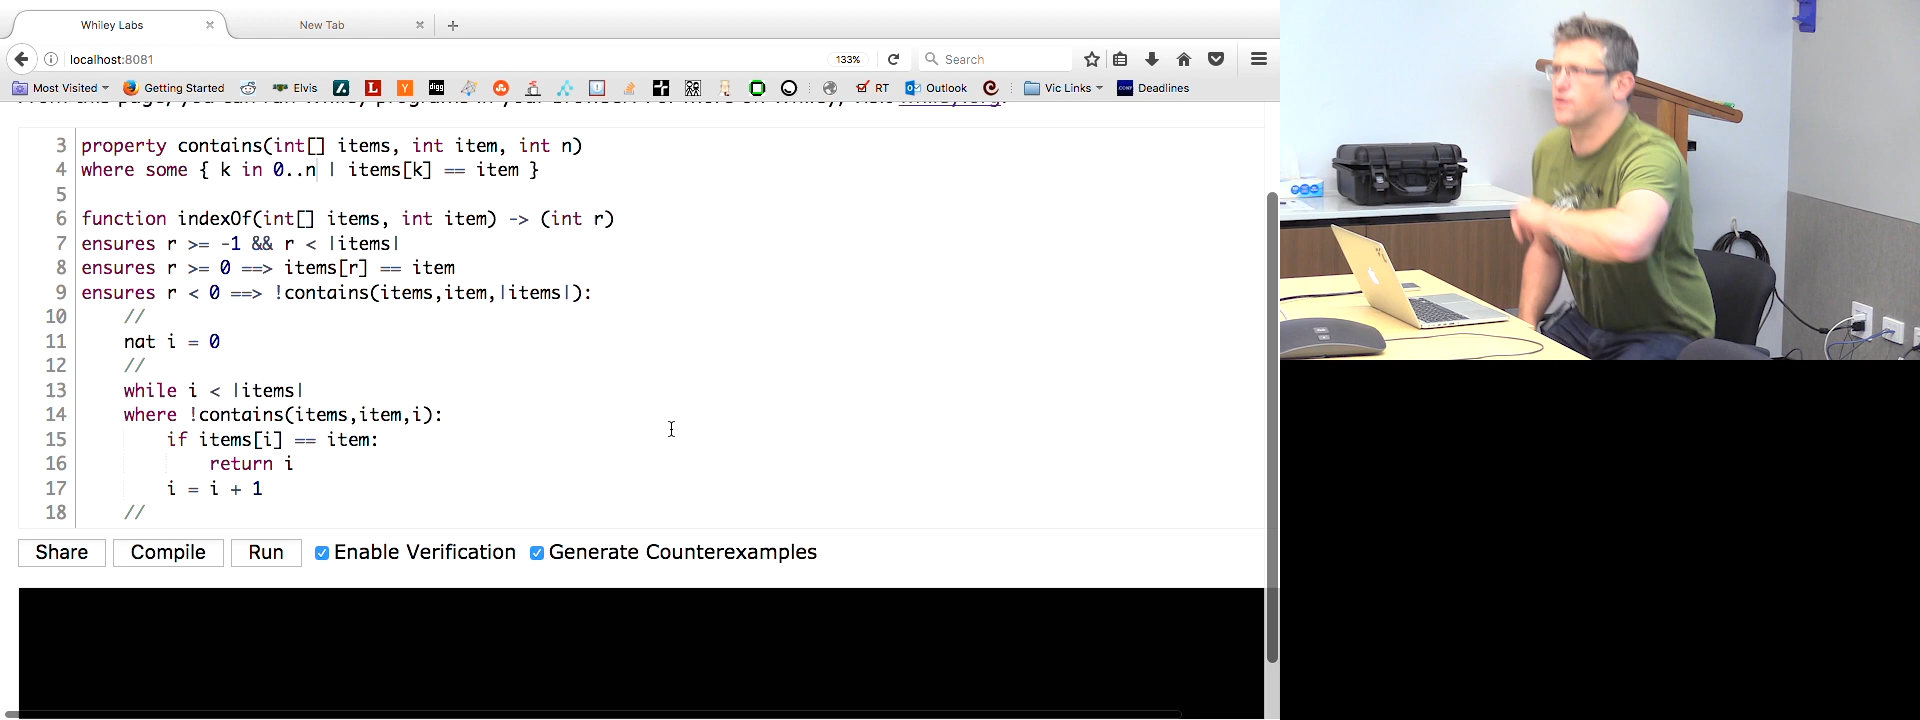 Whiley Labs
New Tab
localhost:8081
133%
Search
Most Visited
Getting Started
Elvis
digg
RT
Outlook
Vic Links
Deadlines
3 property contains(int[] items, int item, int n)
4 where some { k in 0..n | items[k] == item }
5
6 function indexOf(int[] items, int item) -> (int r)
7 ensures r >= -1 && r < |items|
8 ensures r >= 0 ==> items[r] == item
9 ensures r < 0 ==> !contains(items,item,|items|):
10 //
11 nat i = 0
12 //
13 while i < |items|
14 where !contains(items,item,i):
15 if items[i] == item:
16 return i
17 i = i + 1
18 //
Share
Compile
Run
Enable Verification
Generate Counterexamples